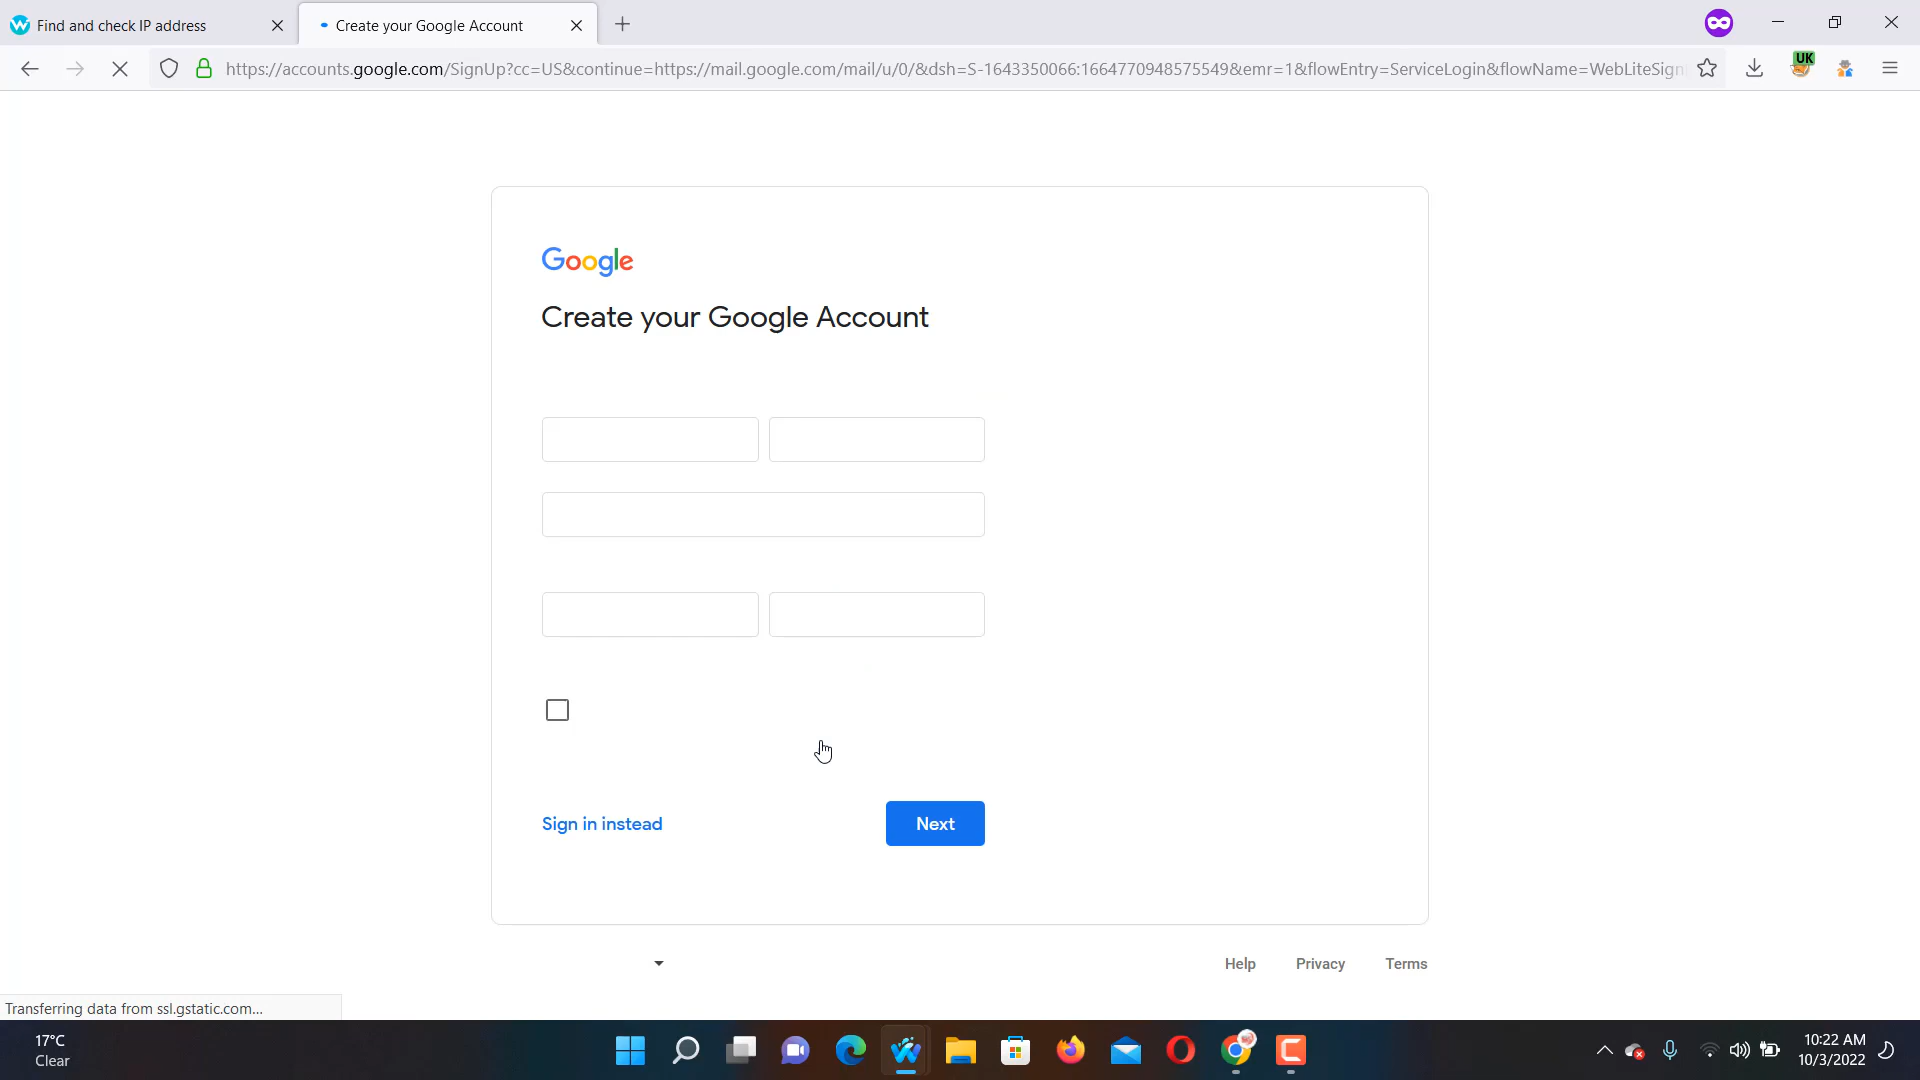 Find and check IP address
Create your Google Account
UK
https://accounts.google.com/SignUp?cc=US&continue=https://mail.google.com/mail/u/0/&dsh=S-1643350066:1664770948575549&emr=1&flowEntry=ServiceLogin&flowName=WebLiteSign
Google
Create your Google Account
Sign in instead
Next
Help
Privacy
Terms
Transferring data from ssl.gstatic.com...
17°C
Clear
10:22 AM
10/3/2022